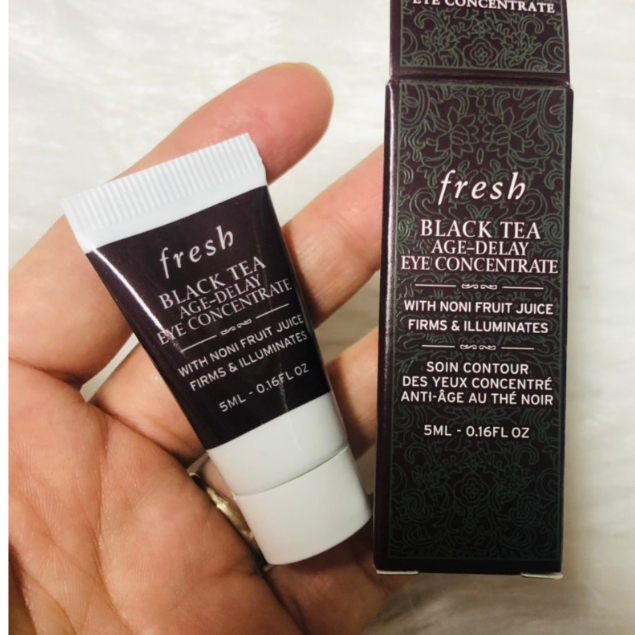 fresh
BLACK TEA
AGE-DELAY
EYE CONCENTRATE
WITH NONI FRUIT JUICE
FIRMS & ILLUMINATES
5ML - 0.16FL OZ
EYE CONCENTRATE
fresh
BLACK TEA
AGE-DELAY
EYE CONCENTRATE
WITH NONI FRUIT JUICE
FIRMS & ILLUMINATES
SOIN CONTOUR
DES YEUX CONCENTRÉ
ANTI-ÂGE AU THÉ NOIR
5ML - 0.16FL OZ